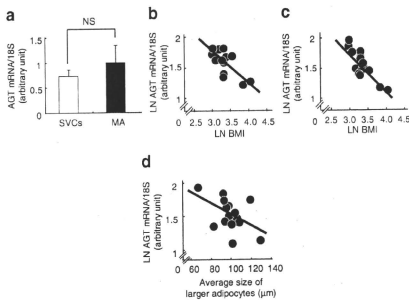 a
NS
AGT mRNA/18S
(arbitrary unit)
1.5
1
0.5
0
SVCs
MA
b
LN AGT mRNA/18S
(arbitrary unit)
2
1.5
1
0
2.5 3.0 3.5 4.0 4.5
LN BMI
c
LN AGT mRNA/18S
(arbitrary unit)
2
1.5
1
0
2.5 3.0 3.5 4.0 4.5
LN BMI
d
LN AGT mRNA/18S
(arbitrary unit)
2
1.5
1
0
60 80 100 120 140
Average size of
larger adipocytes (μm)